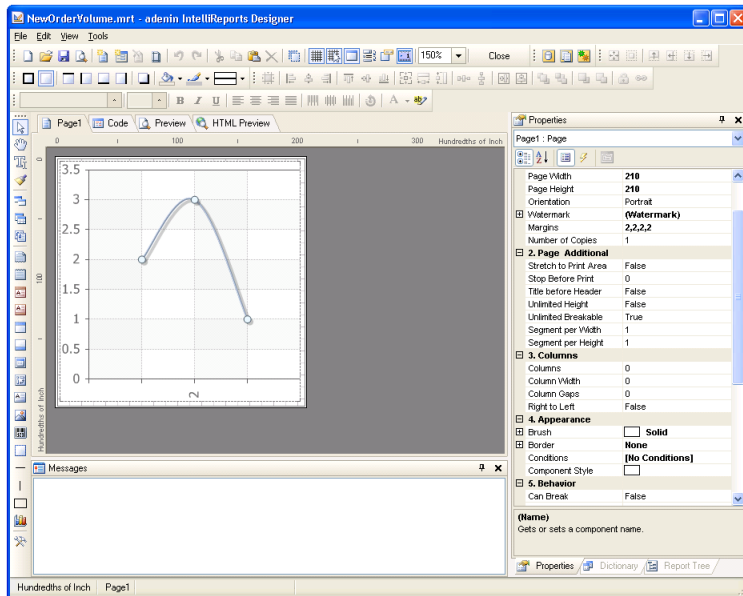 NewOrderVolume.mrt - adenin IntelliReports Designer
File Edit View Tools
150% Close
B I U A ab
Page1 Code Preview HTML Preview
0 100 200 300 Hundredths of Inch
0
100
Hundredths of Inch
3.5
3
2.5
2
1.5
1
0.5
0
2
Messages
Properties
Page1 : Page
Page Width 210
Page Height 210
Orientation Portrait
Watermark (Watermark)
Margins 2,2,2,2
Number of Copies 1
2. Page Additional
Stretch to Print Area False
Stop Before Print 0
Title before Header False
Unlimited Height False
Unlimited Breakable True
Segment per Width 1
Segment per Height 1
3. Columns
Columns 0
Column Width 0
Column Gaps 0
Right to Left False
4. Appearance
Brush Solid
Border None
Conditions [No Conditions]
Component Style
5. Behavior
Can Break False
(Name)
Gets or sets a component name.
Properties Dictionary Report Tree
Hundredths of Inch Page1